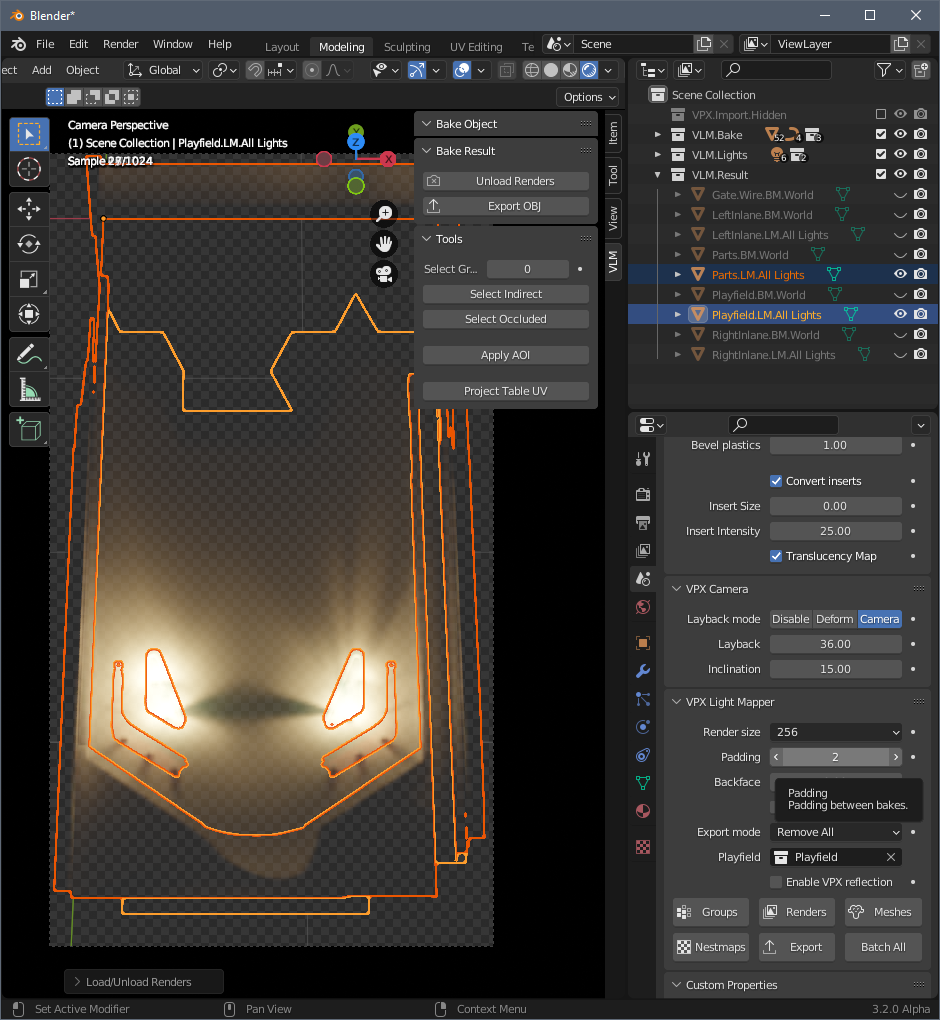 Blender*
File Edit Render Window Help Layout Modeling Sculpting UV Editing Te Scene ViewLayer
ect Add Object Global
Options
Camera Perspective
(1) Scene Collection | Playfield.LM.All Lights
X
Y
Z
Bake Object
Bake Result
Unload Renders
Export OBJ
Tools
Select Gr... 0
Select Indirect
Select Occluded
Apply AOI
Project Table UV
Item
Tool
View
VLM
Load/Unload Renders
Scene Collection
VPX.Import.Hidden
VLM.Bake 52 4 3
VLM.Lights 6 2
VLM.Result
Gate.Wire.BM.World
LeftInlane.BM.World
LeftInlane.LM.All Lights
Parts.BM.World
Parts.LM.All Lights
Playfield.BM.World
Playfield.LM.All Lights
RightInlane.BM.World
RightInlane.LM.All Lights
Bevel plastics 1.00
Convert inserts
Insert Size 0.00
Insert Intensity 25.00
Translucency Map
VPX Camera
Layback mode Disable Deform Camera
Layback 36.00
Inclination 15.00
VPX Light Mapper
Render size 256
Padding 2
Backface
Padding
Padding between bakes.
Export mode Remove All
Playfield Playfield
Enable VPX reflection
Groups Renders Meshes
Nestmaps Export Batch All
Custom Properties
Set Active Modifier Pan View Context Menu 3.2.0 Alpha